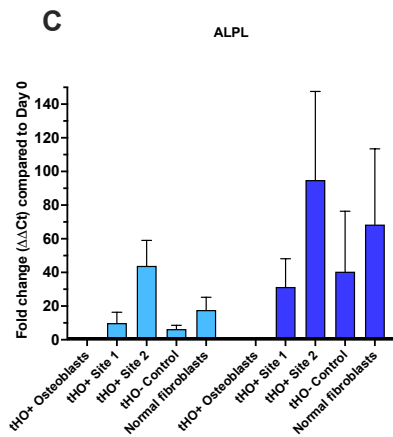 C
ALPL
Fold change (ΔΔCt) compared to Day 0
140
120
100
80
60
40
20
0
tHO+ Osteoblasts
tHO+ Site 1
tHO+ Site 2
tHO- Control
Normal fibroblasts
tHO+ Osteoblasts
tHO+ Site 1
tHO+ Site 2
tHO- Control
Normal fibroblasts